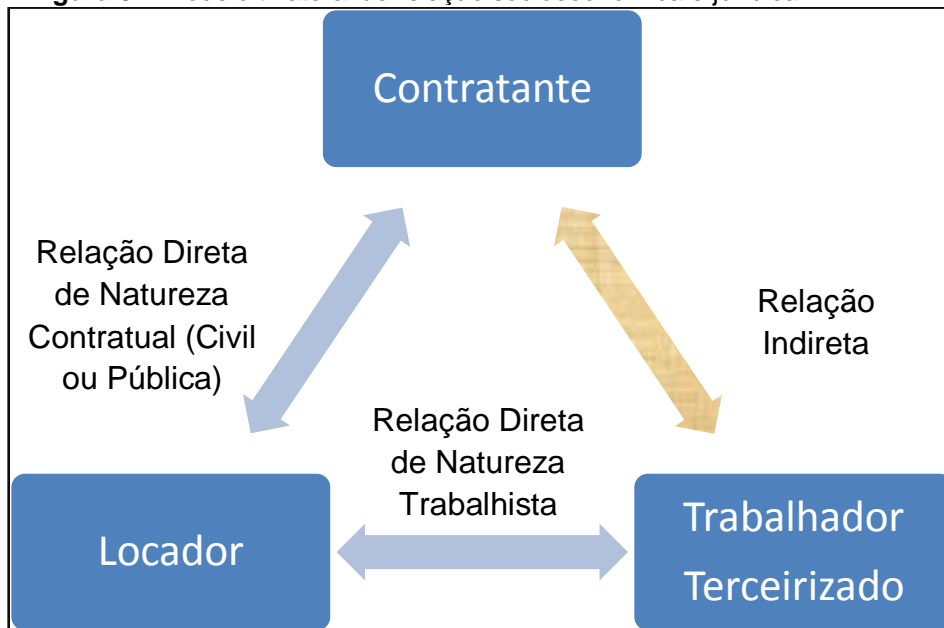 Contratante
Relação Direta
de Natureza
Contratual (Civil
ou Pública)
Relação
Indireta
Relação Direta
de Natureza
Trabalhista
Locador
Trabalhador
Terceirizado